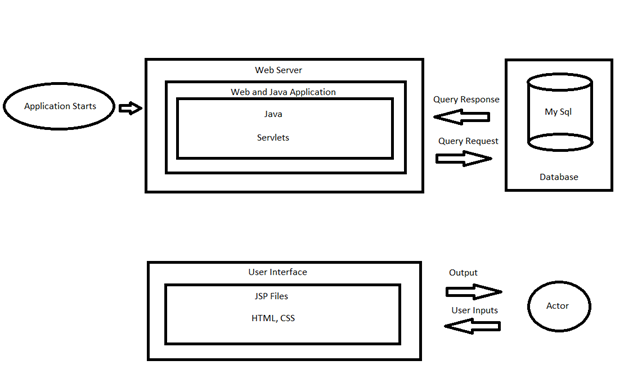 Web Server
Application Starts
Web and Java Application
Java
Servlets
Query Response
Query Request
My Sql
Database
User Interface
JSP Files
HTML, CSS
Output
User Inputs
Actor